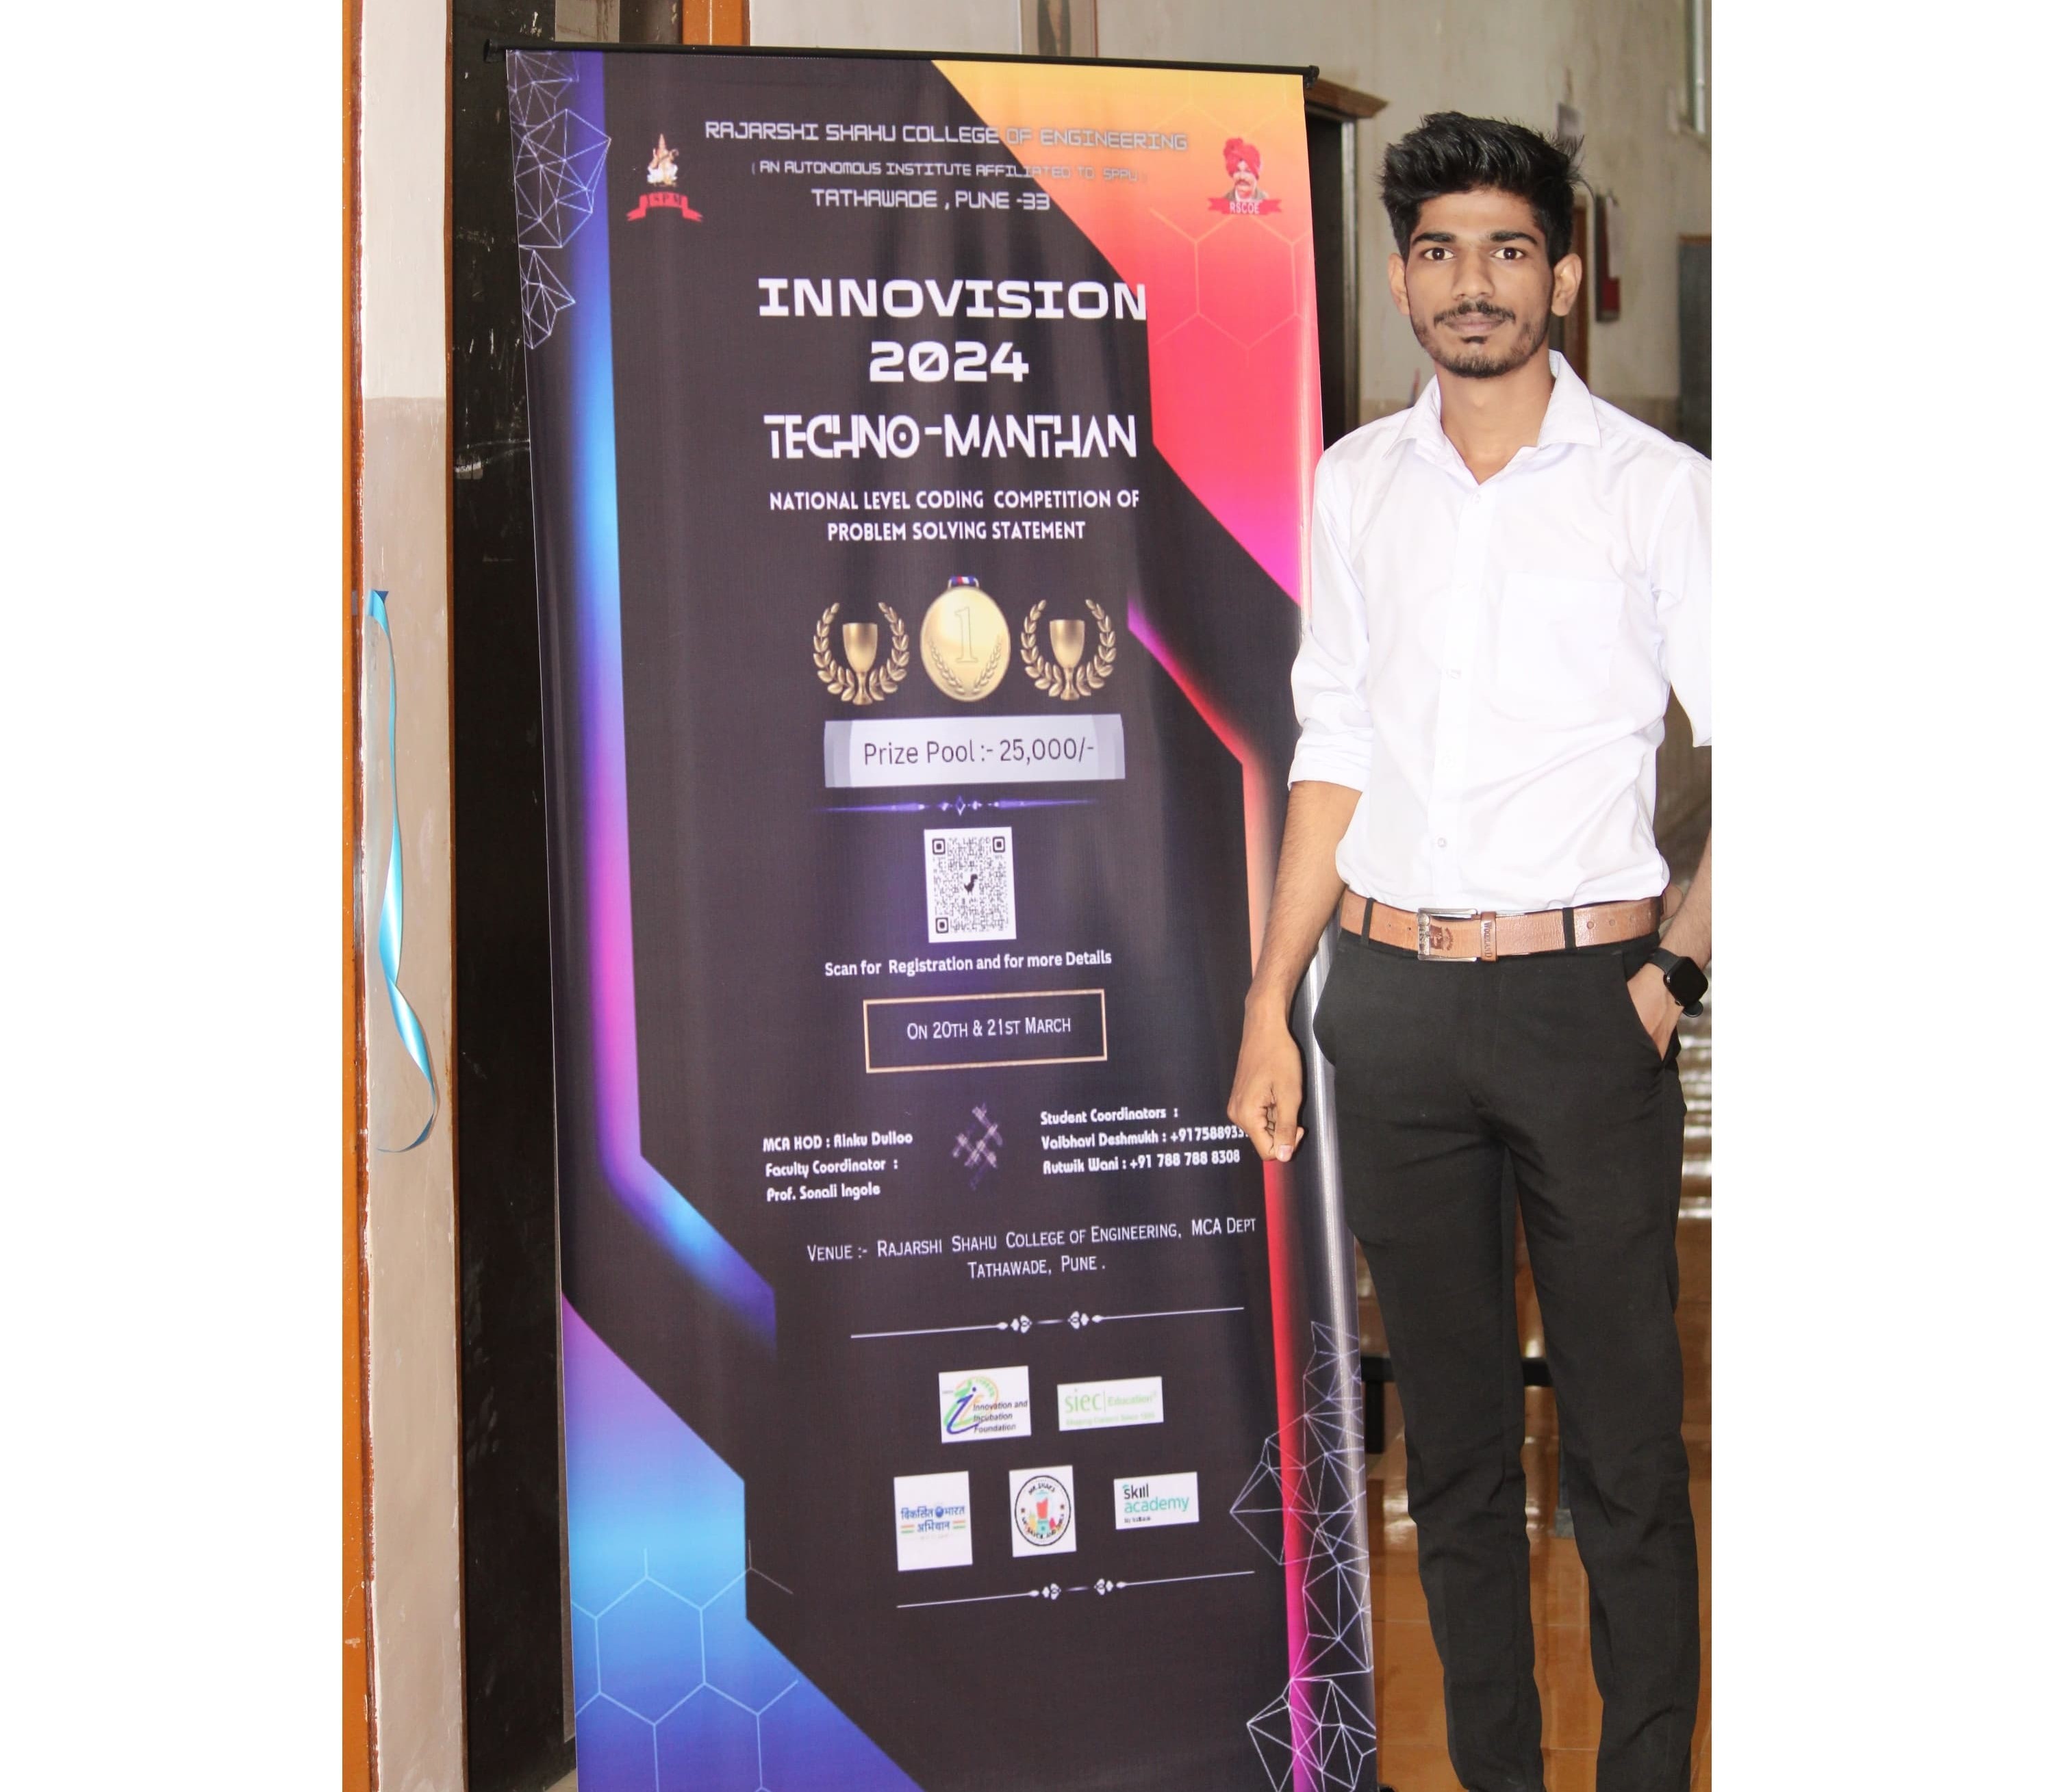 RAJARSHI SHAHU COLLEGE OF ENGINEERING
( AN AUTONOMOUS INSTITUTE AFFILIATED TO SPPU )
TATHAWADE , PUNE -33
JSPM
RSCOE
INNOVISION
2024
TECHNO-MANTHAN
NATIONAL LEVEL CODING COMPETITION OF
PROBLEM SOLVING STATEMENT
1
Prize Pool :- 25,000/-
Scan for Registration and for more Details
ON 20TH & 21ST MARCH
MCA HOD : Rinku Dulloo
Faculty Coordinator :
Prof. Sonali Ingole
Student Coordinators :
Vaibhavi Deshmukh : +91758893
Rutwik Wani : +91 788 788 8308
VENUE :- RAJARSHI SHAHU COLLEGE OF ENGINEERING, MCA DEPT
TATHAWADE, PUNE .
Innovation and
Incubation
Foundation
siec Education
विकसित भारत
अभियान
skill
academy